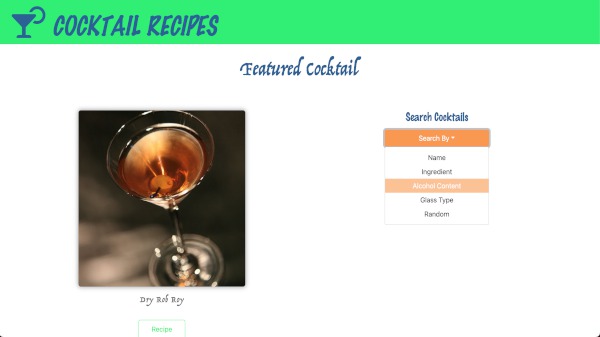 COCKTAIL RECIPES
Featured Cocktail
Search Cocktails
Search By
Name
Ingredient
Alcohol Content
Glass Type
Random
Dry Rob Roy
Recipe